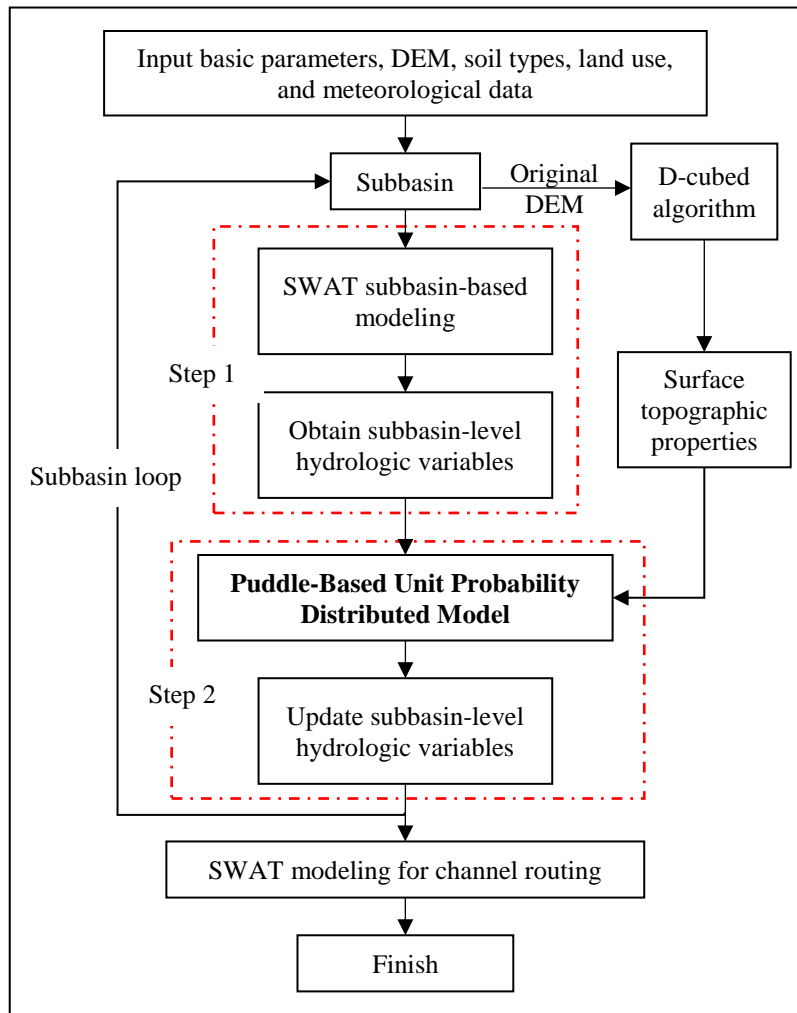 Input basic parameters, DEM, soil types, land use,
and meteorological data
Subbasin
Original
DEM
D-cubed
algorithm
SWAT subbasin-based
modeling
Step 1
Surface
topographic
properties
Obtain subbasin-level
hydrologic variables
Subbasin loop
Puddle-Based Unit Probability
Distributed Model
Step 2
Update subbasin-level
hydrologic variables
SWAT modeling for channel routing
Finish